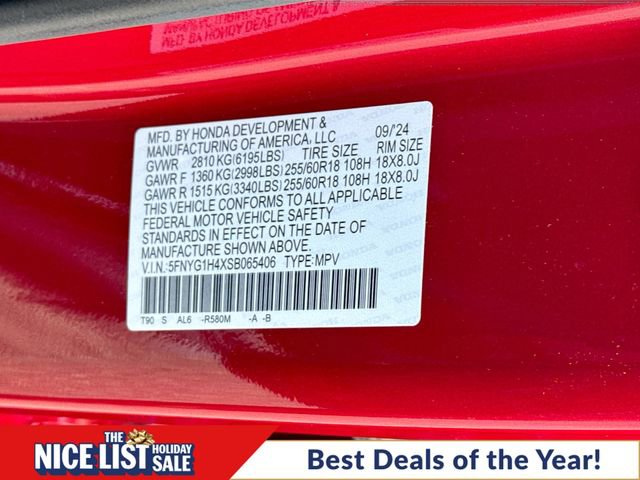 MFD. BY HONDA DEVELOPMENT &
MANUFACTURING OF AMERICA, LLC 09/'24
GVWR 2810 KG(6195LBS) TIRE SIZE RIM SIZE
GAWR F 1360 KG(2998LBS) 255/60R18 108H 18X8.0J
GAWR R 1515 KG(3340LBS) 255/60R18 108H 18X8.0J
THIS VEHICLE CONFORMS TO ALL APPLICABLE
FEDERAL MOTOR VEHICLE SAFETY
STANDARDS IN EFFECT ON THE DATE OF
MANUFACTURE SHOWN ABOVE.
V.I.N.:5FNYG1H4XSB065406 TYPE:MPV
T90 S AL6 -R580M -A -B
THE
NICE LIST HOLIDAY
SALE
Best Deals of the Year!